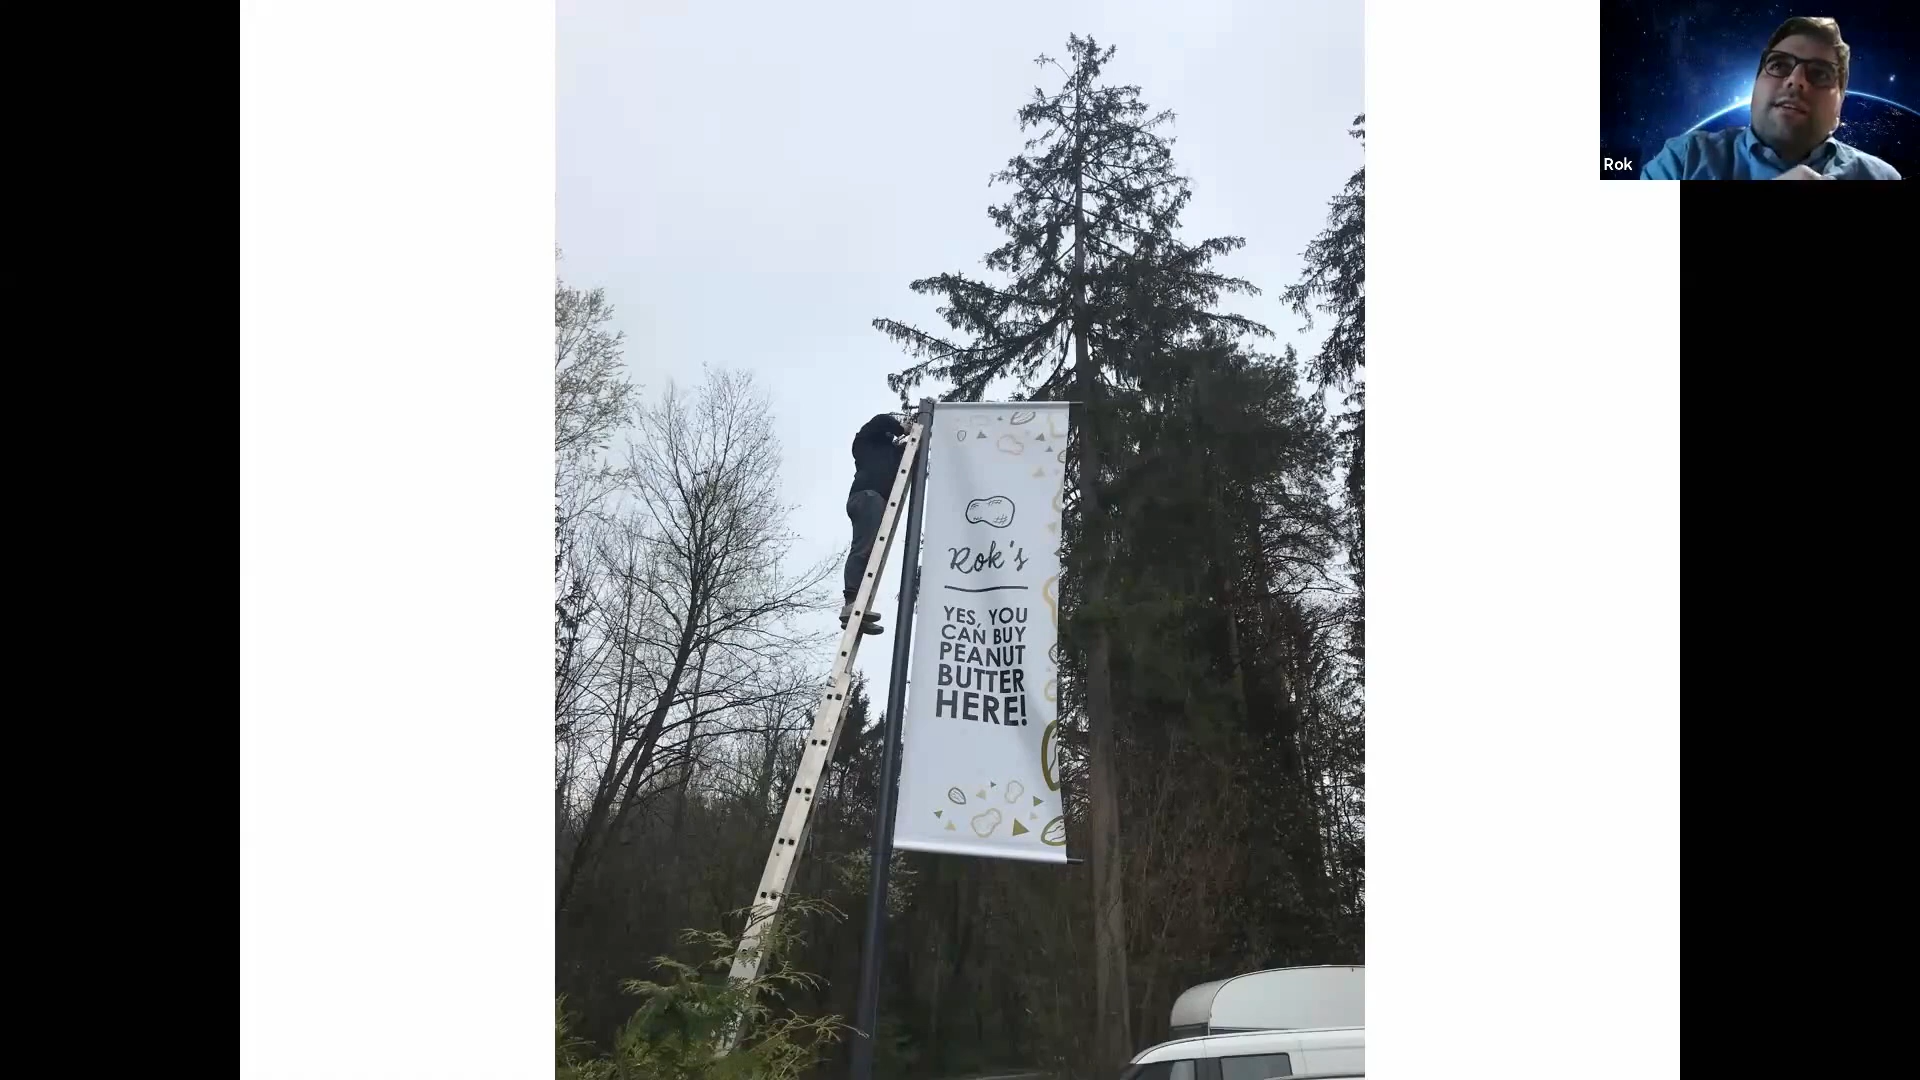 Rok's
YES, YOU
CAN BUY
PEANUT
BUTTER
HERE!
Rok